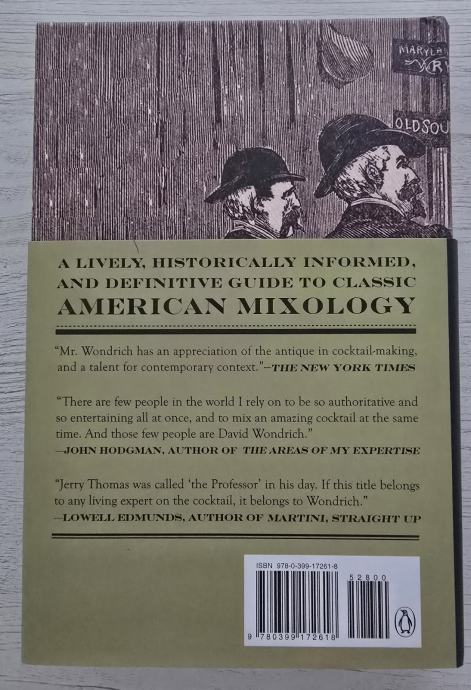 MARYLA
RY
OLDSOU
A LIVELY, HISTORICALLY INFORMED,
AND DEFINITIVE GUIDE TO CLASSIC
AMERICAN MIXOLOGY
“Mr. Wondrich has an appreciation of the antique in cocktail-making,
and a talent for contemporary context.”—THE NEW YORK TIMES
“There are few people in the world I rely on to be so authoritative and
so entertaining all at once, and to mix an amazing cocktail at the same
time. And those few people are David Wondrich.”
—JOHN HODGMAN, AUTHOR OF THE AREAS OF MY EXPERTISE
“Jerry Thomas was called ‘the Professor’ in his day. If this title belongs
to any living expert on the cocktail, it belongs to Wondrich.”
—LOWELL EDMUNDS, AUTHOR OF MARTINI, STRAIGHT UP
ISBN 978-0-399-17261-8
52800
9 780399 172618